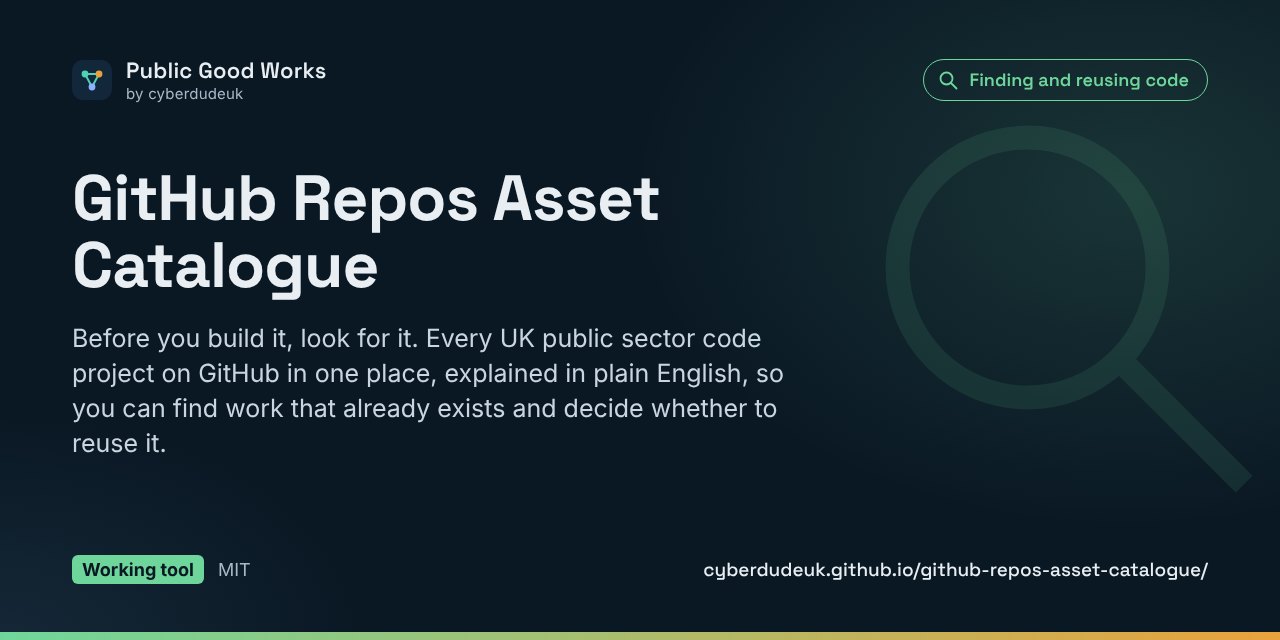 Public Good Works
by cyberdudeuk
Finding and reusing code
GitHub Repos Asset
Catalogue
Before you build it, look for it. Every UK public sector code
project on GitHub in one place, explained in plain English, so
you can find work that already exists and decide whether to
reuse it.
Working tool
MIT
cyberdudeuk.github.io/github-repos-asset-catalogue/